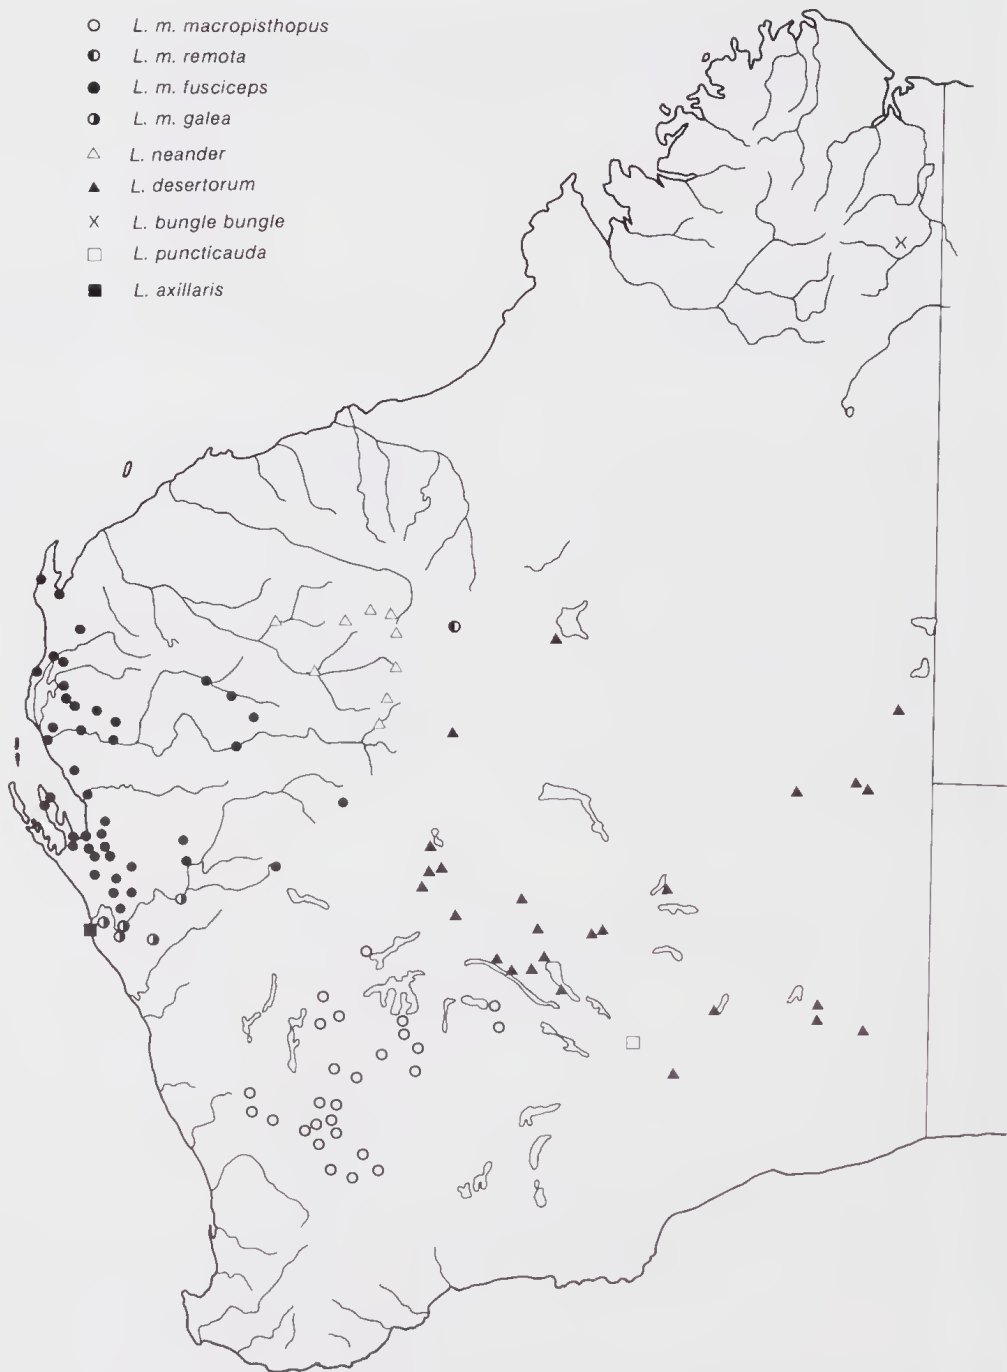 L. m. macropisthopus
L. m. remota
L. m. fusciceps
L. m. galea
L. neander
L. desertorum
L. bungle bungle
L. puncticauda
L. axillaris